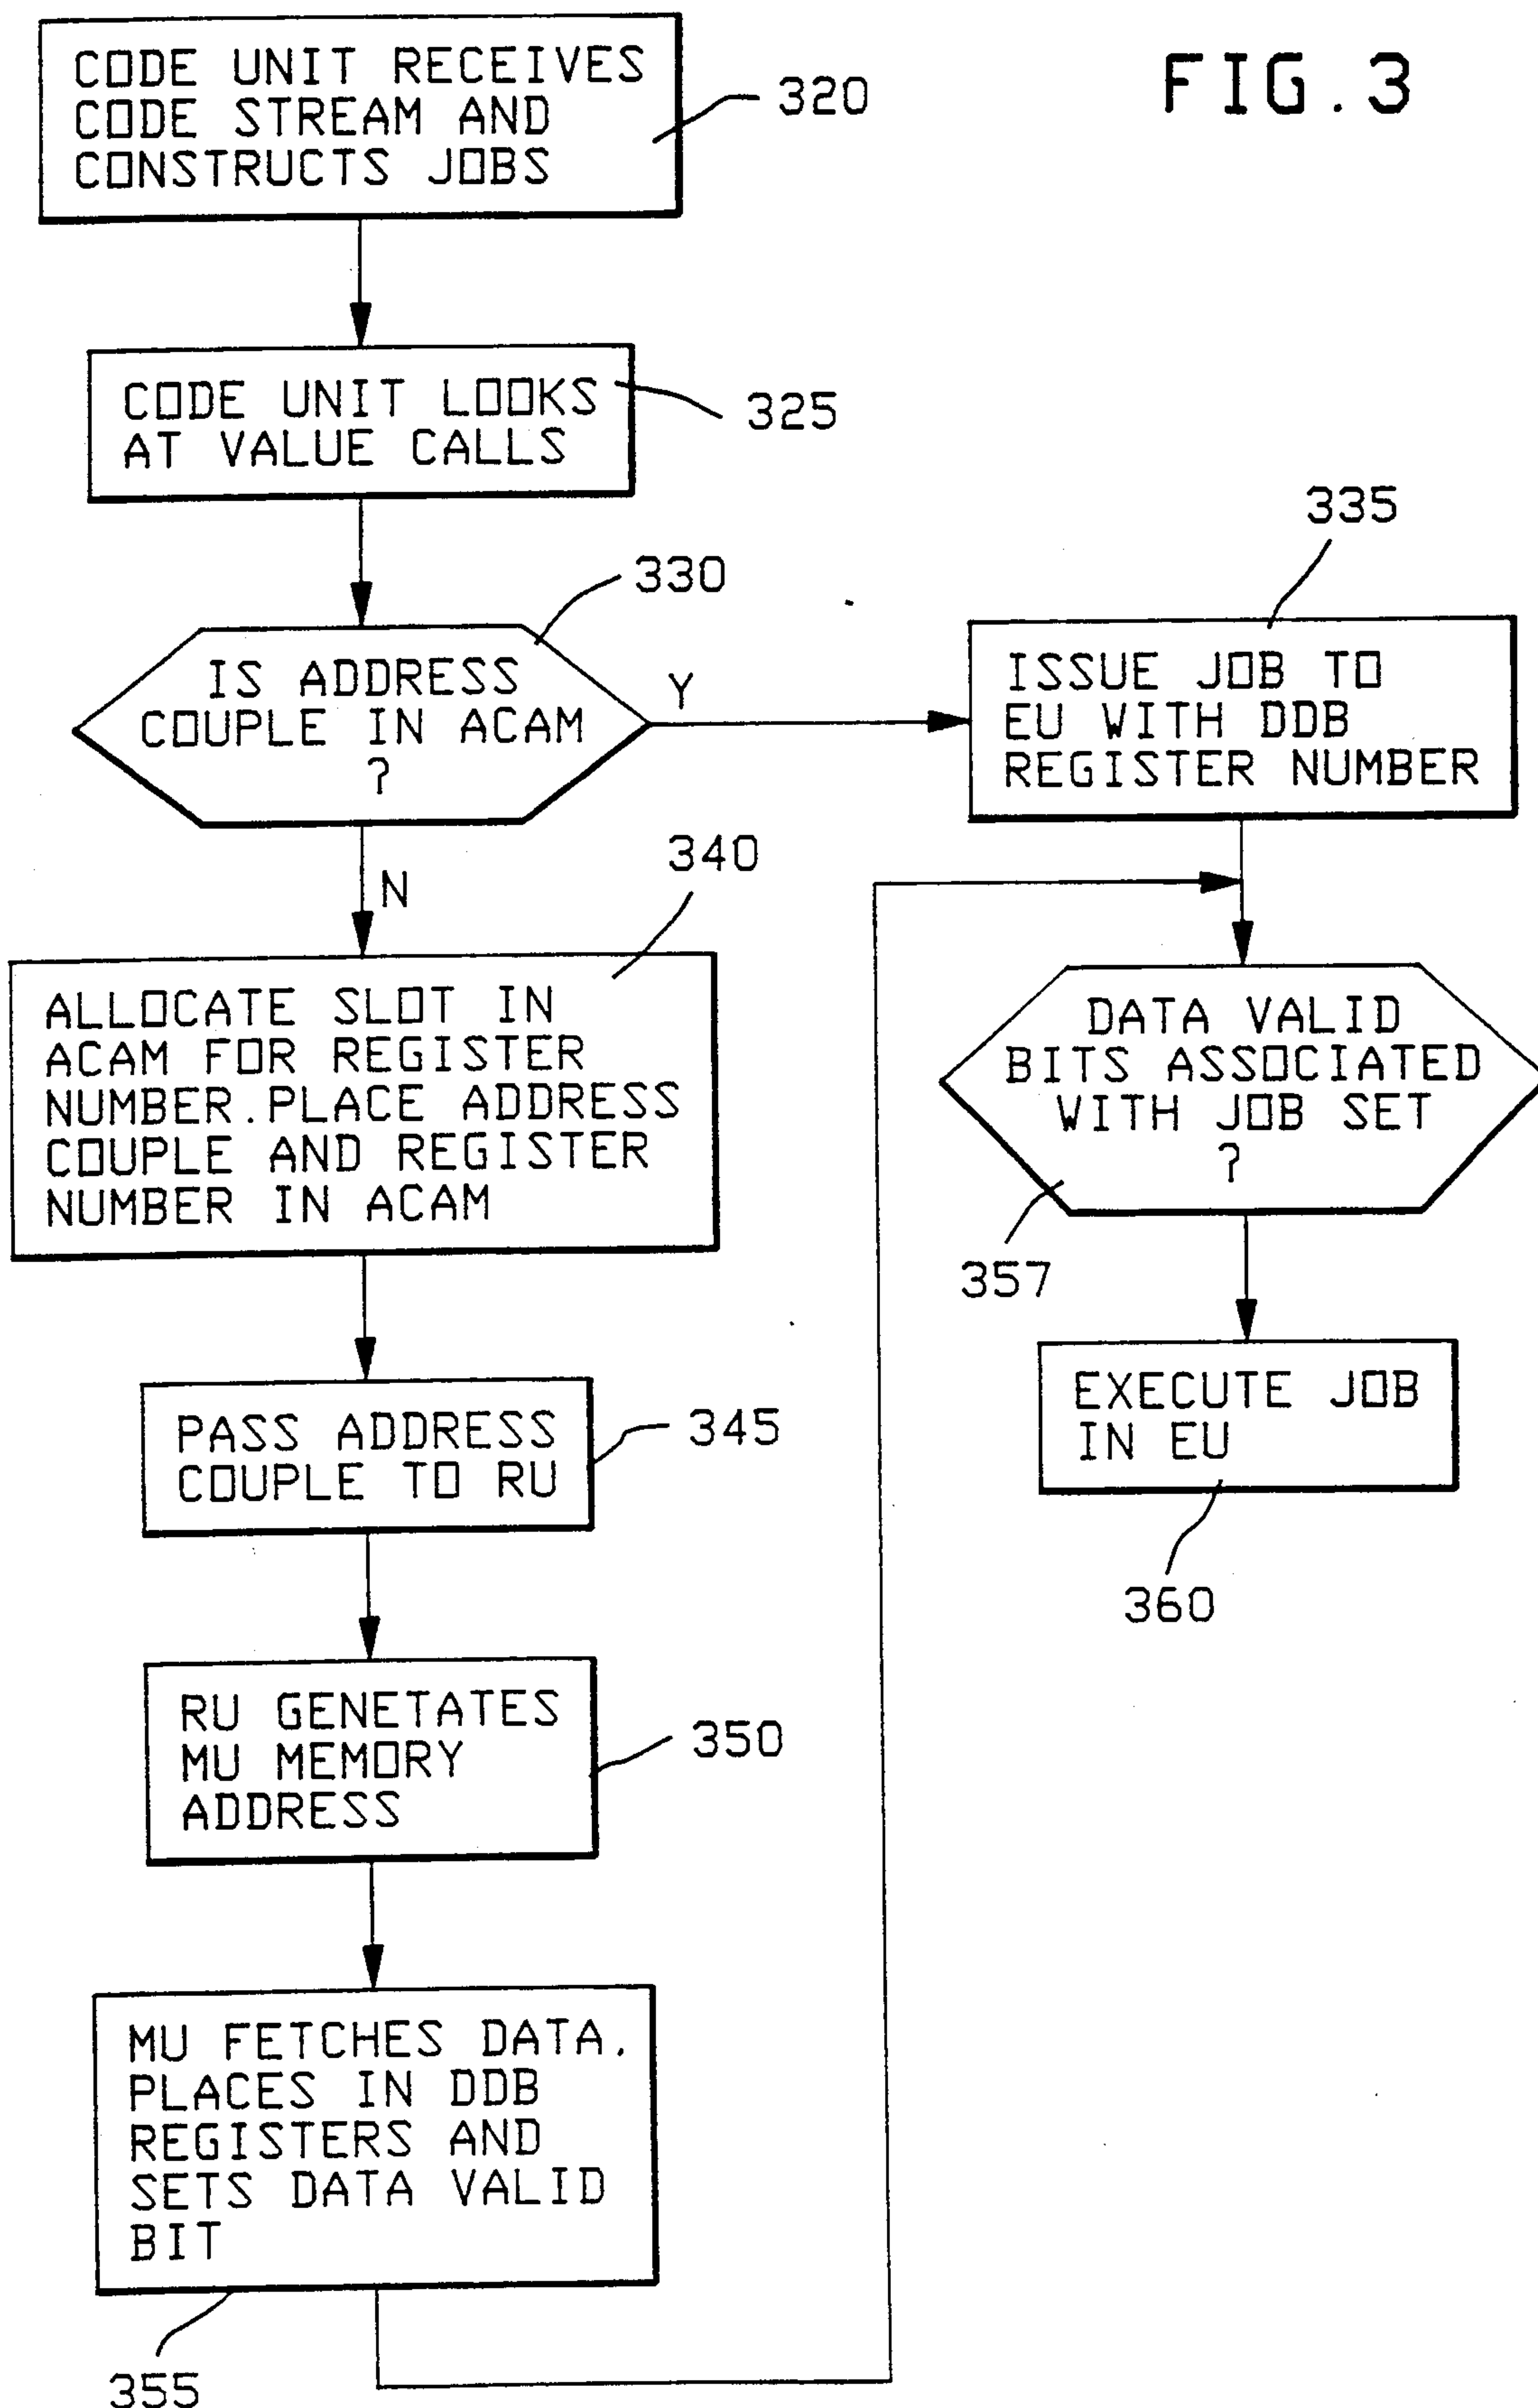 FIG.3
CODE UNIT RECEIVES
CODE STREAM AND
CONSTRUCTS JOBS
320
CODE UNIT LOOKS
AT VALUE CALLS
325
330
IS ADDRESS
COUPLE IN ACAM
?
Y
N
335
ISSUE JOB TO
EU WITH DDB
REGISTER NUMBER
340
ALLOCATE SLOT IN
ACAM FOR REGISTER
NUMBER.PLACE ADDRESS
COUPLE AND REGISTER
NUMBER IN ACAM
DATA VALID
BITS ASSOCIATED
WITH JOB SET
?
357
PASS ADDRESS
COUPLE TO RU
345
EXECUTE JOB
IN EU
360
RU GENETATES
MU MEMORY
ADDRESS
350
MU FETCHES DATA,
PLACES IN DDB
REGISTERS AND
SETS DATA VALID
BIT
355